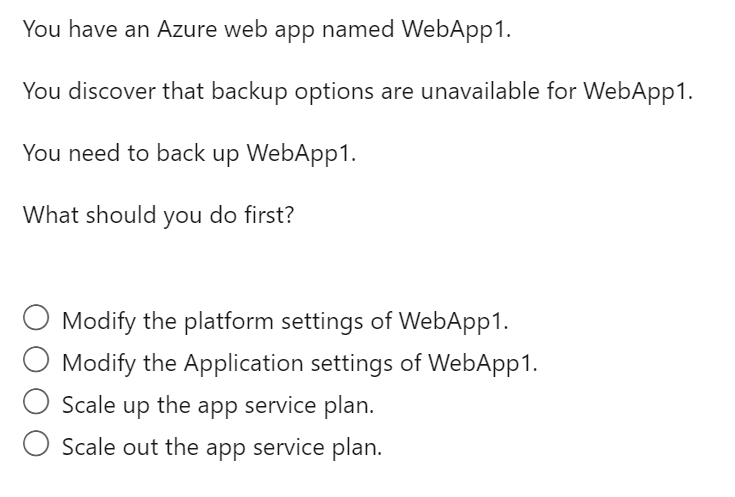 You have an Azure web app named WebApp1.
You discover that backup options are unavailable for WebApp1.
You need to back up WebApp1.
What should you do first?
Modify the platform settings of WebApp1.
Modify the Application settings of WebApp1.
Scale up the app service plan.
Scale out the app service plan.